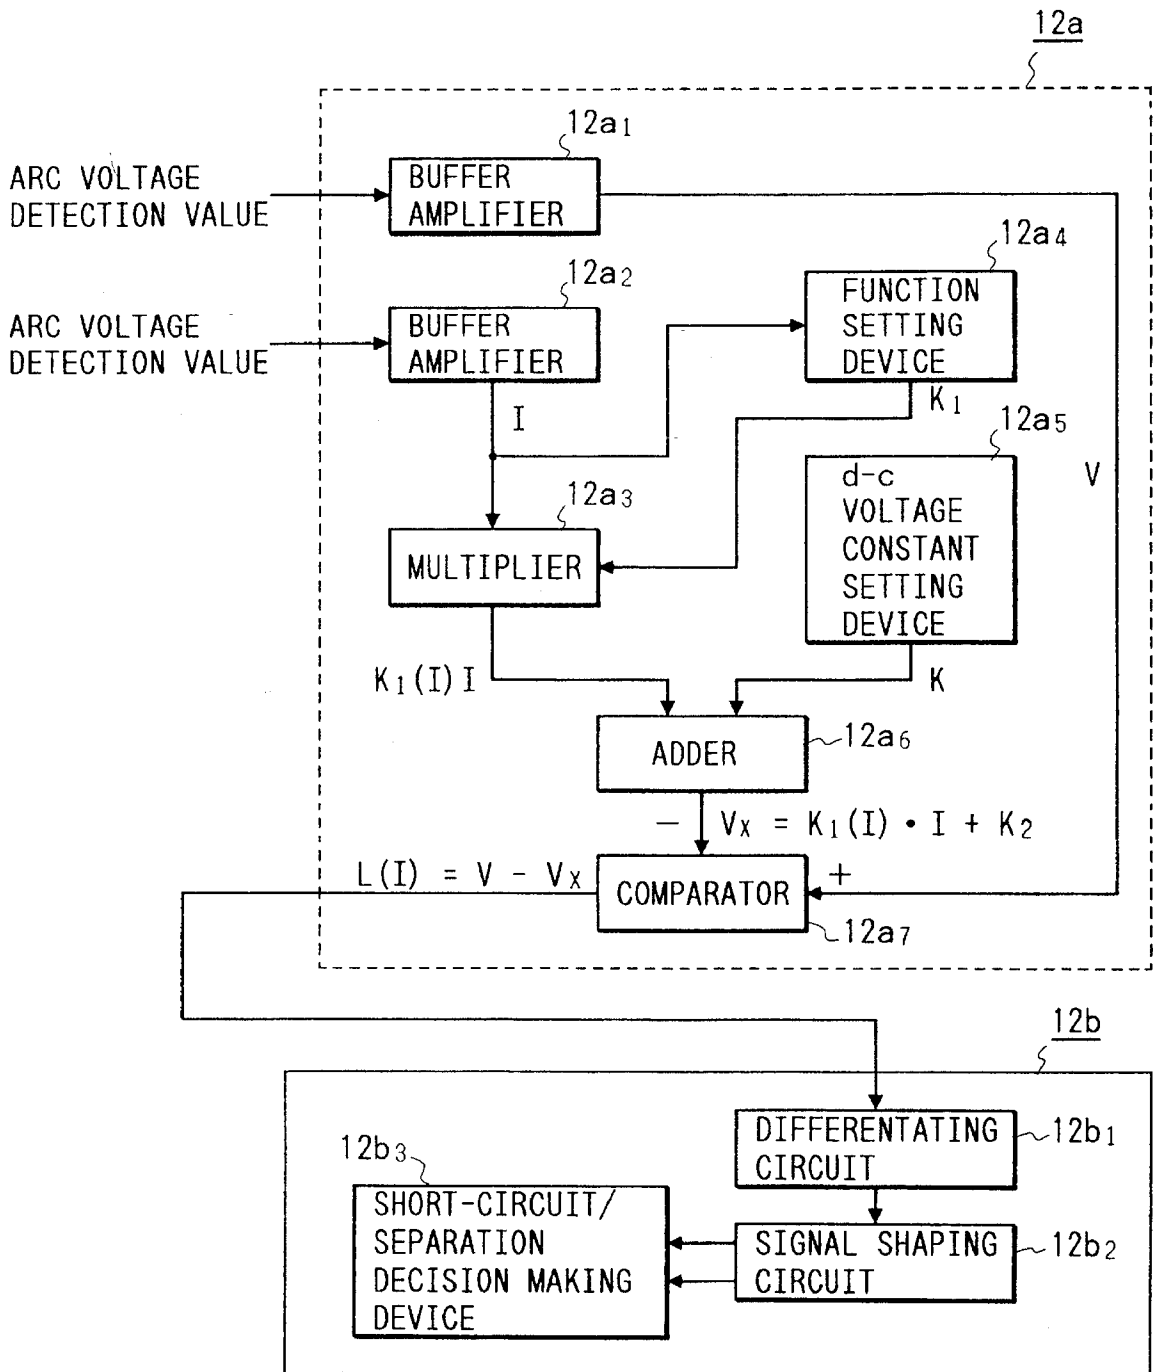 12a
12a1
ARC VOLTAGE
DETECTION VALUE
BUFFER
AMPLIFIER
12a2
12a4
ARC VOLTAGE
DETECTION VALUE
BUFFER
AMPLIFIER
FUNCTION
SETTING
DEVICE
I
K1
12a5
12a3
d-c
VOLTAGE
CONSTANT
SETTING
DEVICE
V
MULTIPLIER
K1(I)I
K
ADDER
12a6
− Vx = K1(I) • I + K2
L(I) = V - Vx
COMPARATOR
+
12a7
12b
DIFFERENTATING
CIRCUIT
12b1
12b3
SHORT-CIRCUIT/
SEPARATION
DECISION MAKING
DEVICE
SIGNAL SHAPING
CIRCUIT
12b2